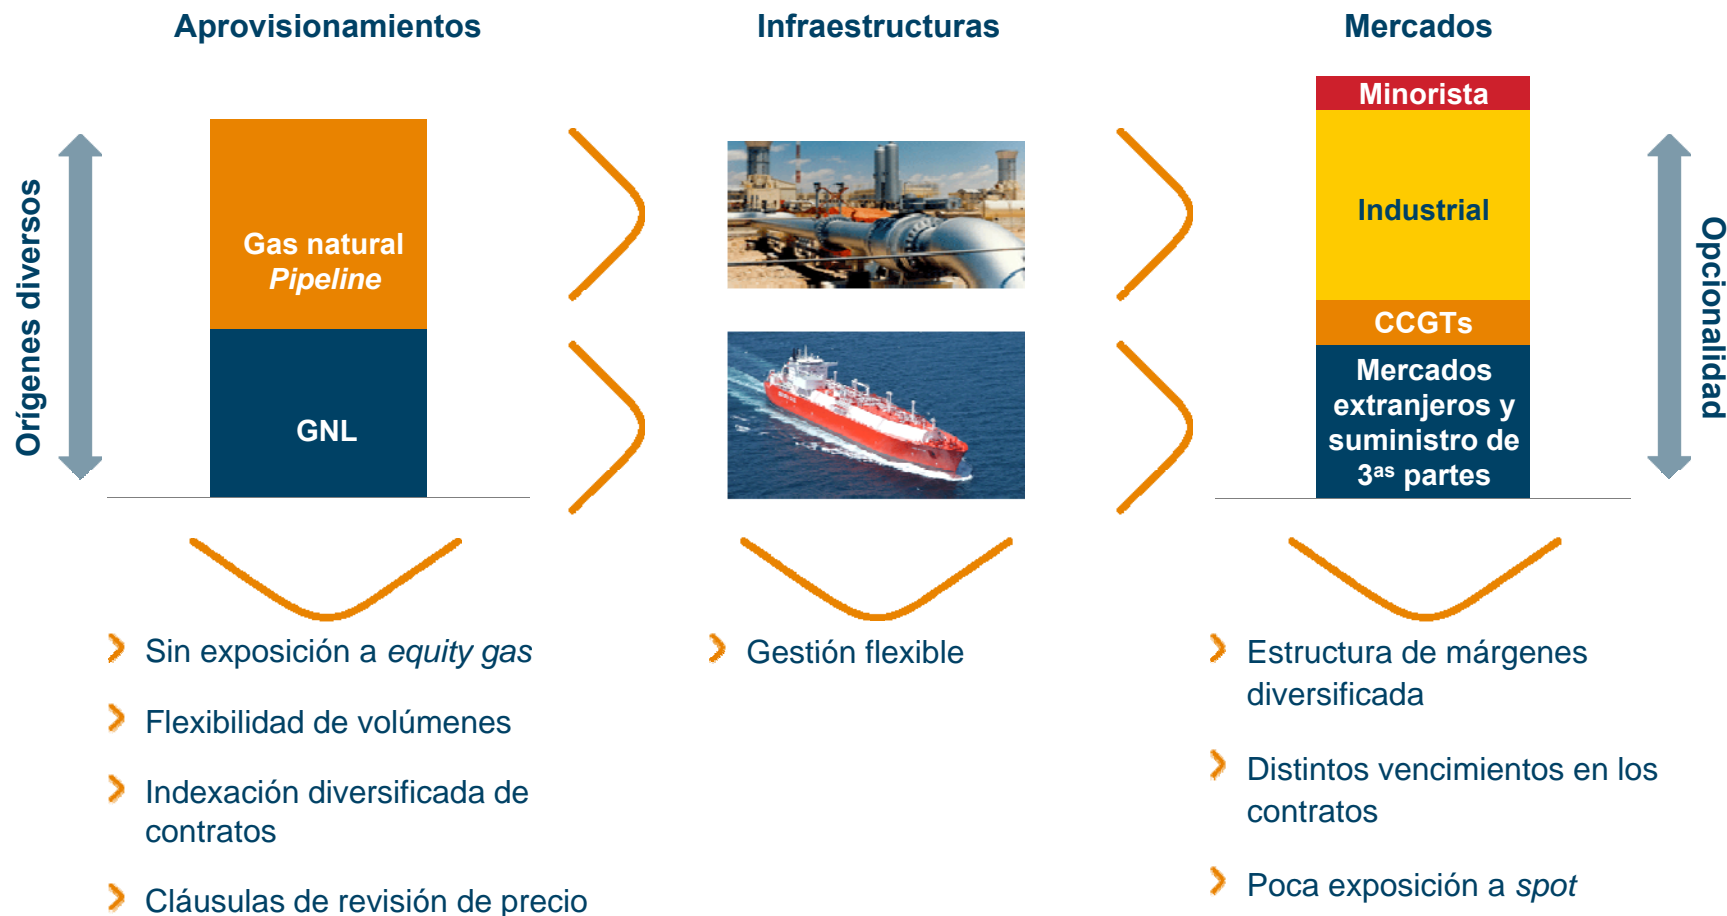 Aprovisionamientos
Infraestructuras
Mercados
Orígenes diversos
Gas natural
Pipeline
GNL
Minorista
Industrial
CCGTs
Mercados
extranjeros y
suministro de
3as partes
Opcionalidad
Sin exposición a equity gas
Flexibilidad de volúmenes
Indexación diversificada de
contratos
Cláusulas de revisión de precio
Gestión flexible
Estructura de márgenes
diversificada
Distintos vencimientos en los
contratos
Poca exposición a spot